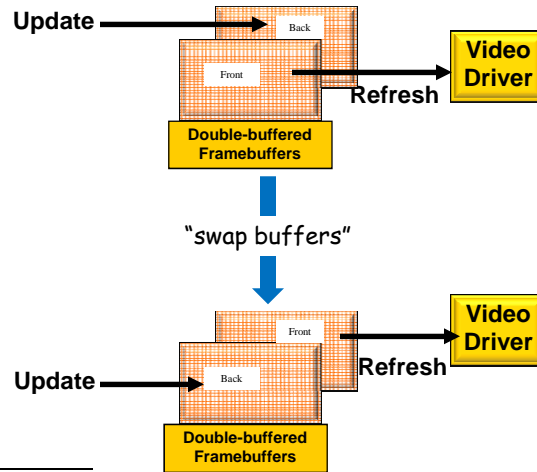 Update
Back
Video
Driver
Front
Refresh
Double-buffered
Framebuffers
“swap buffers”
Front
Video
Driver
Refresh
Update
Back
Double-buffered
Framebuffers